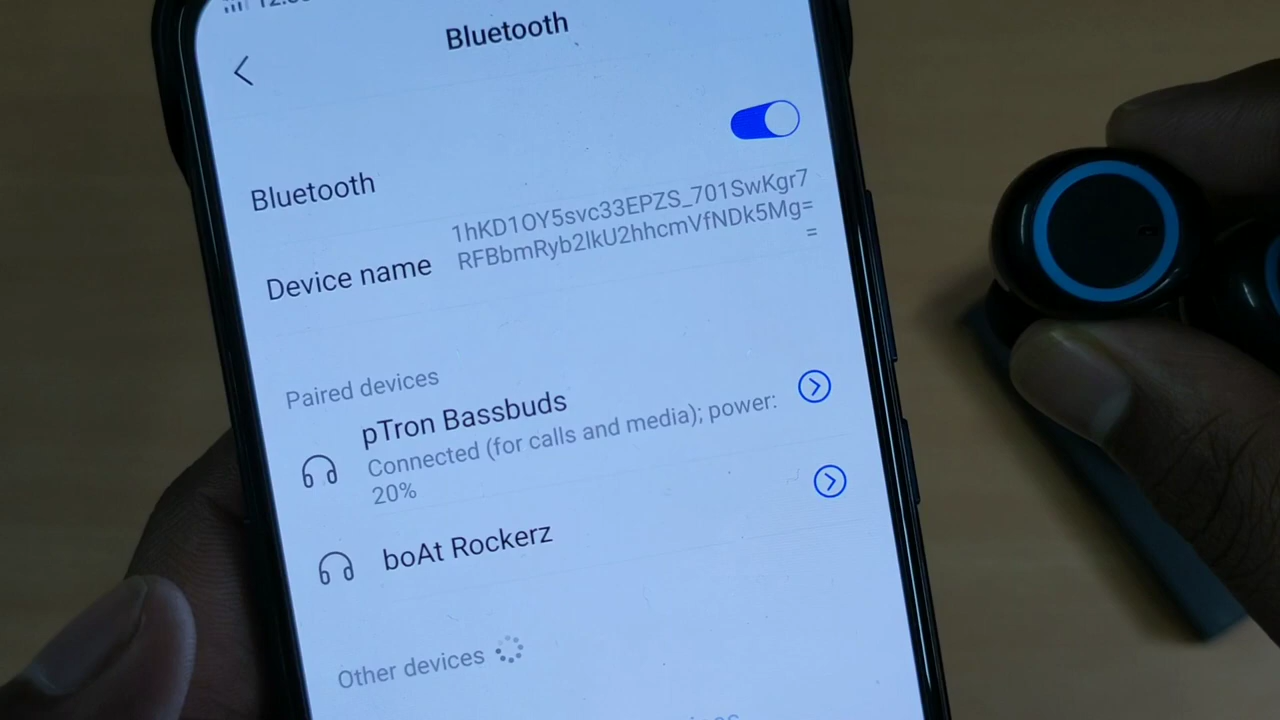 Bluetooth
Bluetooth
Device name
1hKD1OY5svc33EPZS_701SwKgr7
RFBbmRyb2lkU2hhcmVfNDk5Mg=
=
Paired devices
pTron Bassbuds
Connected (for calls and media); power:
20%
boAt Rockerz
Other devices